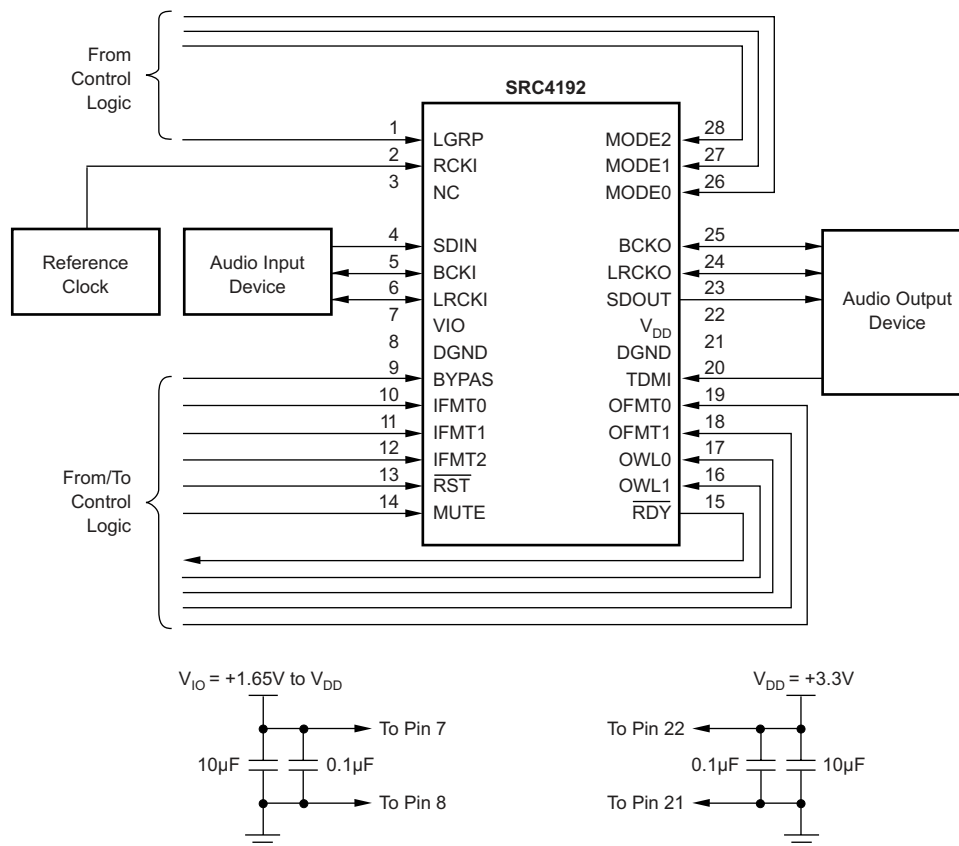 From
Control
Logic
SRC4192
1 LGRP
2 RCKI
3 NC
4 SDIN
5 BCKI
6 LRCKI
7 VIO
8 DGND
9 BYPAS
10 IFMT0
11 IFMT1
12 IFMT2
13 RST
14 MUTE
MODE2 28
MODE1 27
MODE0 26
BCKO 25
LRCKO 24
SDOUT 23
VDD 22
DGND 21
TDMI 20
OFMT0 19
OFMT1 18
OWL0 17
OWL1 16
RDY 15
Reference
Clock
Audio Input
Device
Audio Output
Device
From/To
Control
Logic
VIO = +1.65V to VDD
To Pin 7
10µF 0.1µF
To Pin 8
VDD = +3.3V
To Pin 22
0.1µF 10µF
To Pin 21